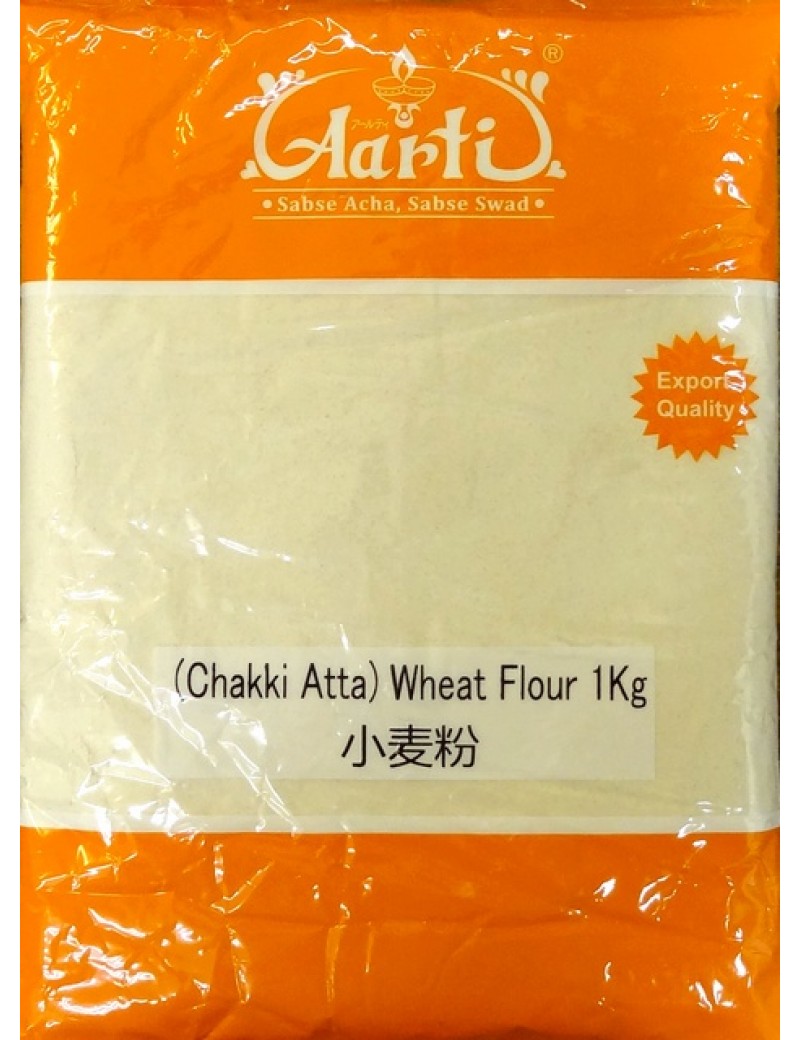 ®
アールティ
Aarti
• Sabse Acha, Sabse Swad •
Export
Quality
(Chakki Atta) Wheat Flour 1Kg
小麦粉